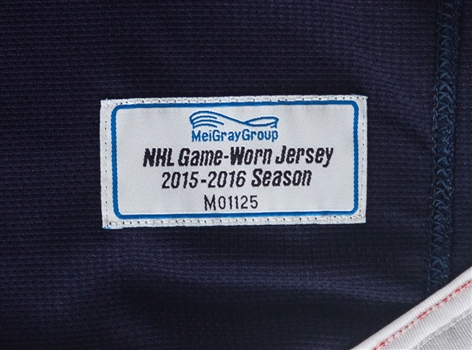 MeiGrayGroup
NHL Game-Worn Jersey
2015-2016 Season
M01125